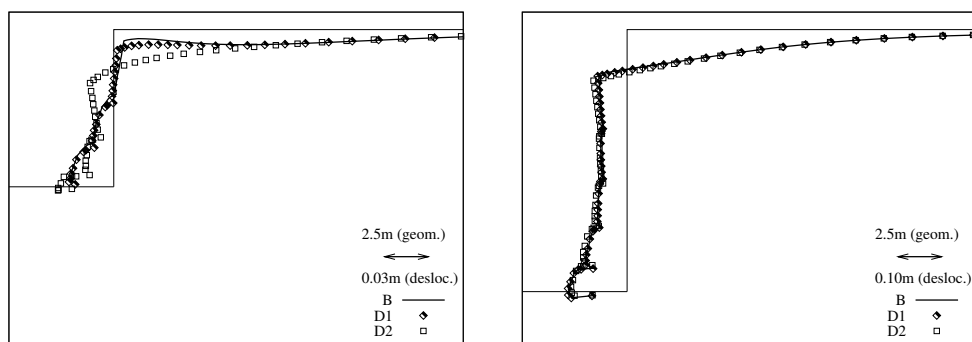 2.5m (geom.)
0.03m (desloc.)
B
D1
D2
2.5m (geom.)
0.10m (desloc.)
B
D1
D2